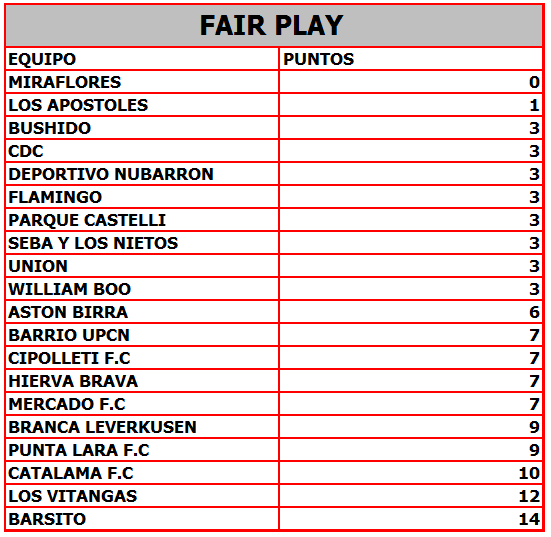 FAIR PLAY
EQUIPO PUNTOS
MIRAFLORES 0
LOS APOSTOLES 1
BUSHIDO 3
CDC 3
DEPORTIVO NUBARRON 3
FLAMINGO 3
PARQUE CASTELLI 3
SEBA Y LOS NIETOS 3
UNION 3
WILLIAM BOO 3
ASTON BIRRA 6
BARRIO UPCN 7
CIPOLLETI F.C 7
HIERVA BRAVA 7
MERCADO F.C 7
BRANCA LEVERKUSEN 9
PUNTA LARA F.C 9
CATALAMA F.C 10
LOS VITANGAS 12
BARSITO 14